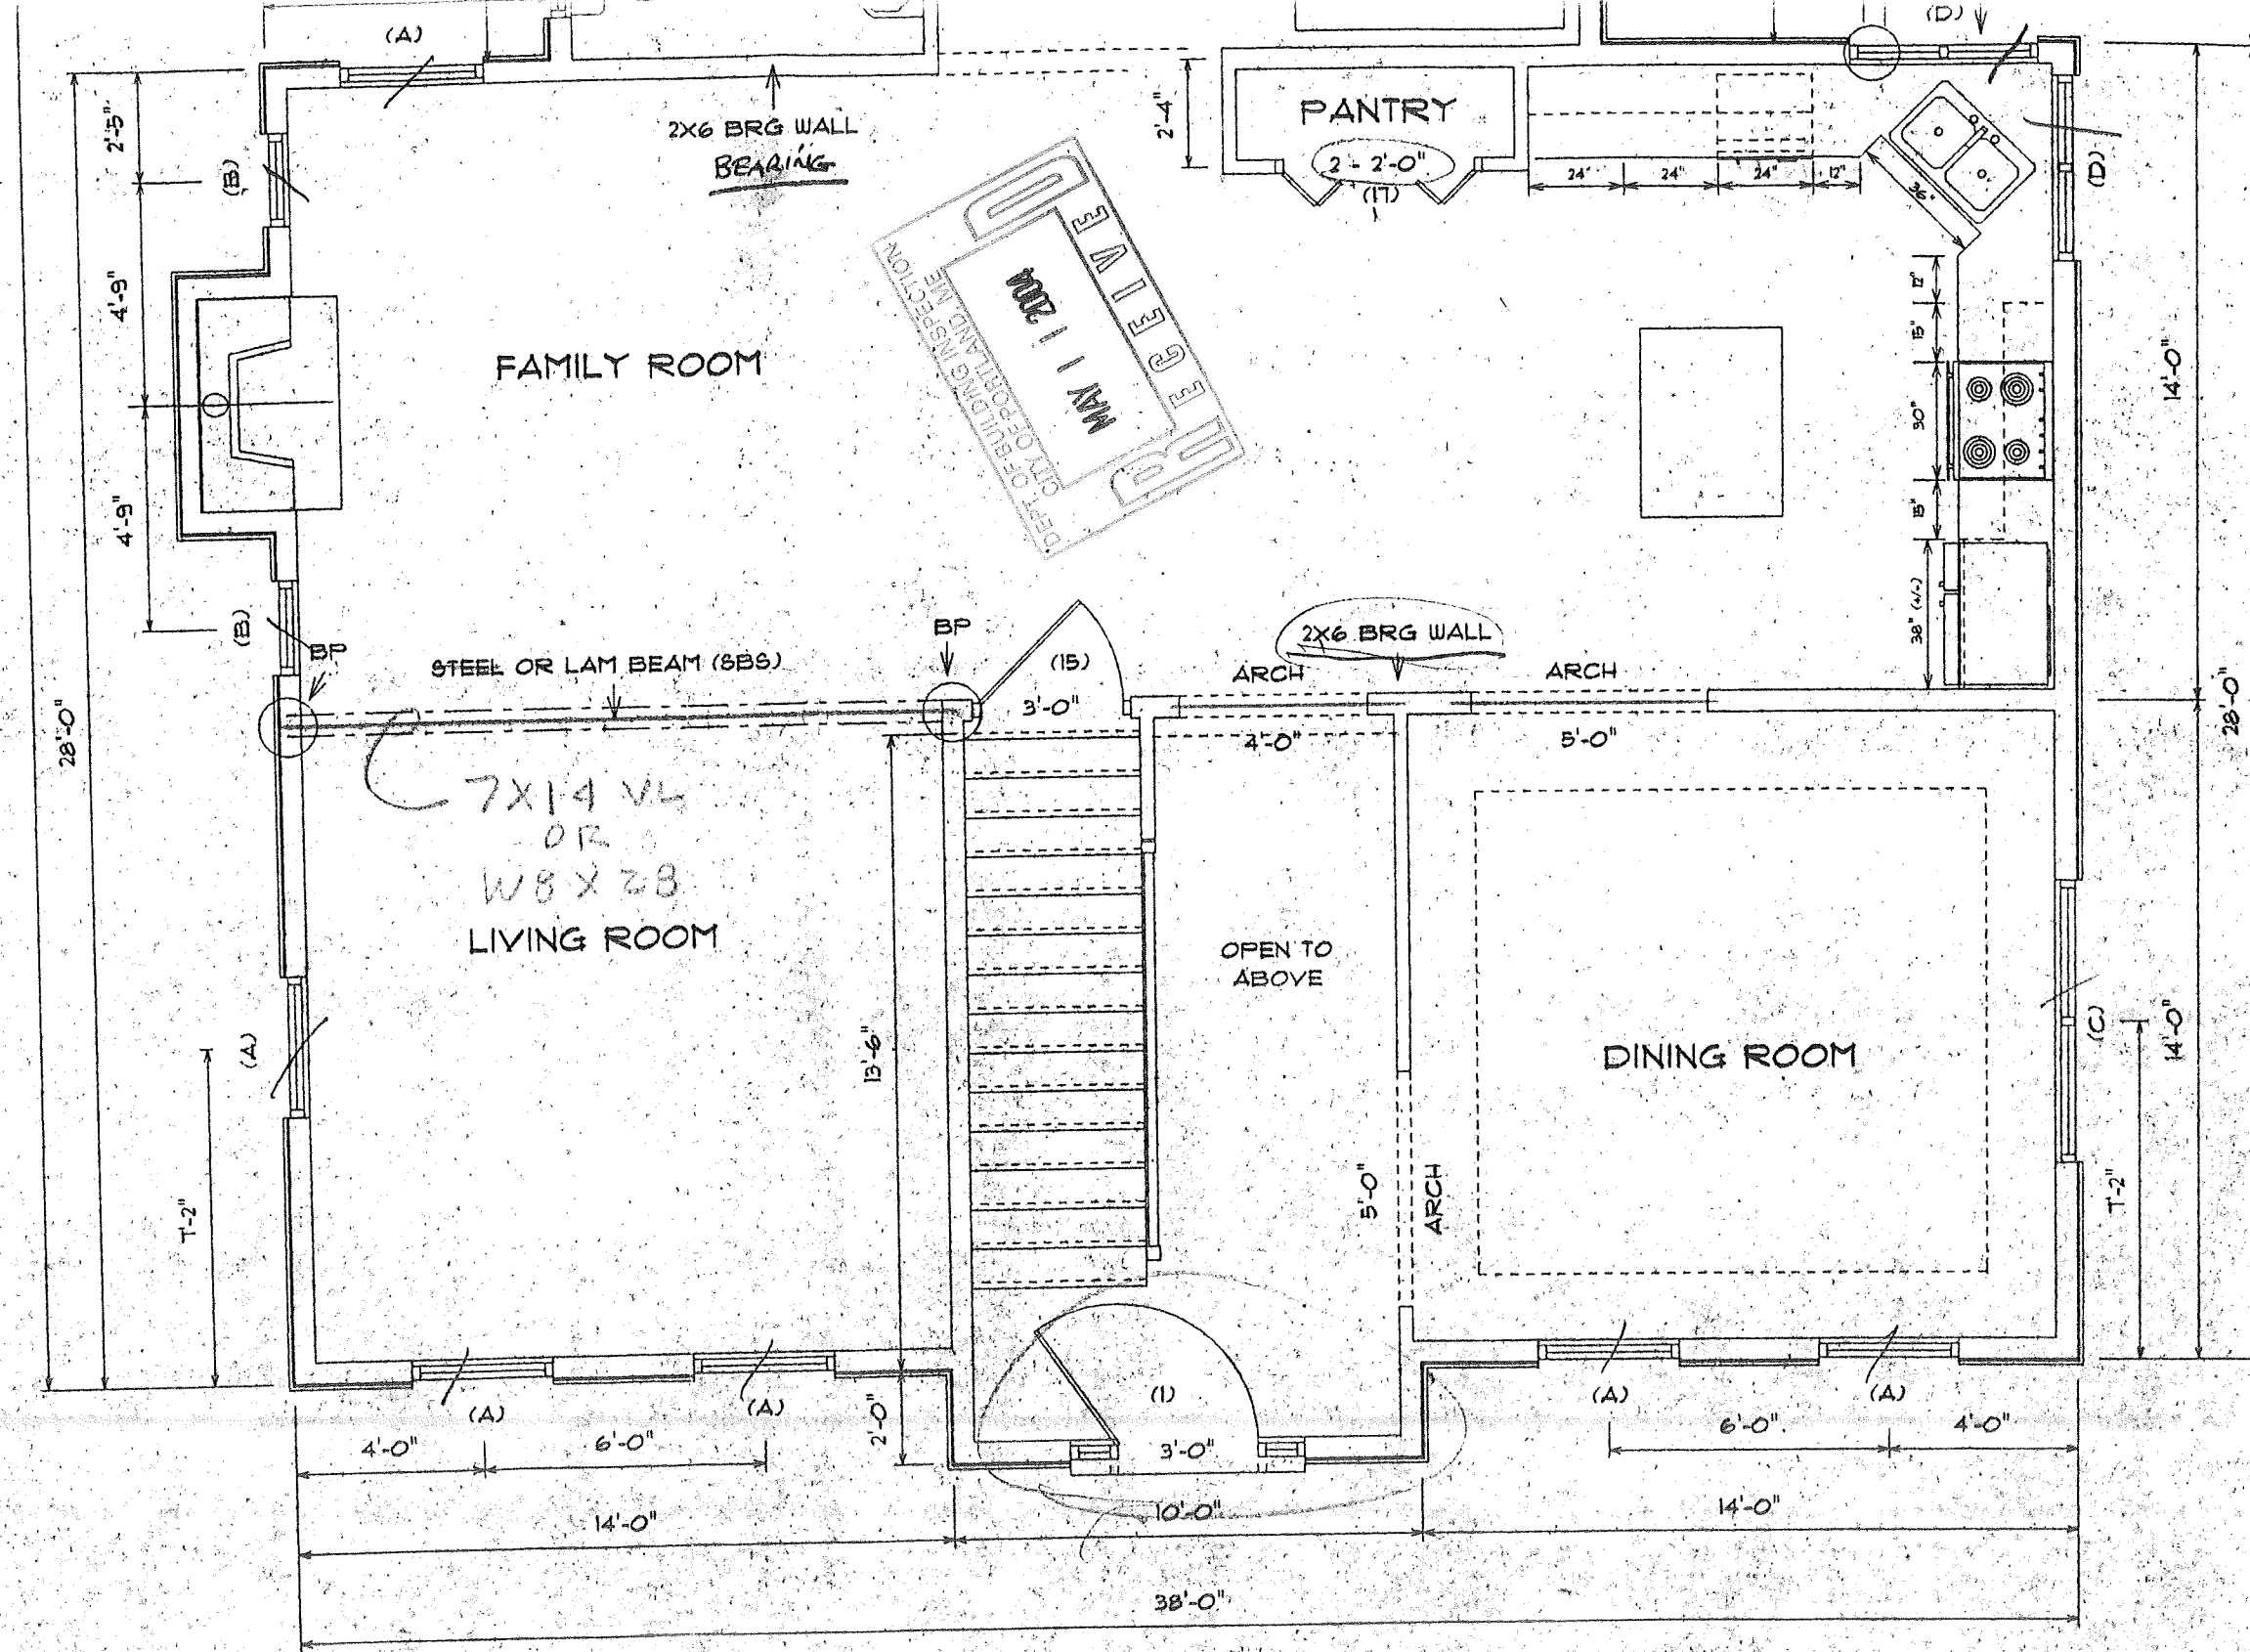 (A)
(D)
2X6 BRG WALL
BEARING
2'-5"
(B)
2'-4"
PANTRY
2 - 2'-0"
(17)
24"
24"
24"
12"
36"
(D)
RECEIVED
MAY 11 2004
DEPT. OF BUILDING INSPECTION
CITY OF PORTLAND, ME
4'-9"
FAMILY ROOM
12"
15"
30"
15"
38" (+/-)
14'-0"
4'-9"
(B)
BP
STEEL OR LAM BEAM (SBS)
BP
(15)
3'-0"
2X6 BRG WALL
ARCH
ARCH
4'-0"
5'-0"
28'-0"
28'-0"
7X14 VL
OR
W8X28
LIVING ROOM
13'-6"
OPEN TO
ABOVE
DINING ROOM
(A)
(C)
14'-0"
7'-2"
5'-0"
ARCH
7'-2"
(A)
(A)
2'-0"
(1)
3'-0"
(A)
(A)
4'-0"
6'-0"
6'-0"
4'-0"
14'-0"
10'-0"
14'-0"
38'-0"